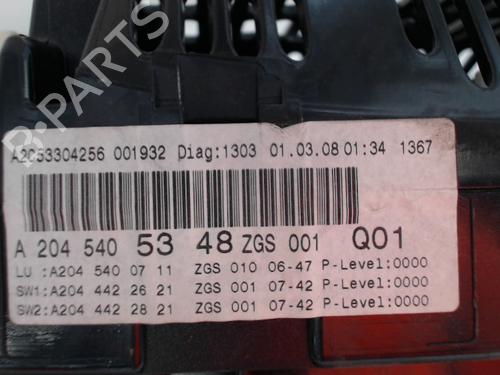 B-PARTS
A2C53304256 001932 Diag:1303 01.03.08 01:34 1367
A 204 540 53 48 ZGS 001 Q01
LU :A204 540 07 11 ZGS 010 06-47 P-Level:0000
SW1:A204 442 26 21 ZGS 001 07-42 P-Level:0000
SW2:A204 442 28 21 ZGS 001 07-42 P-Level:0000